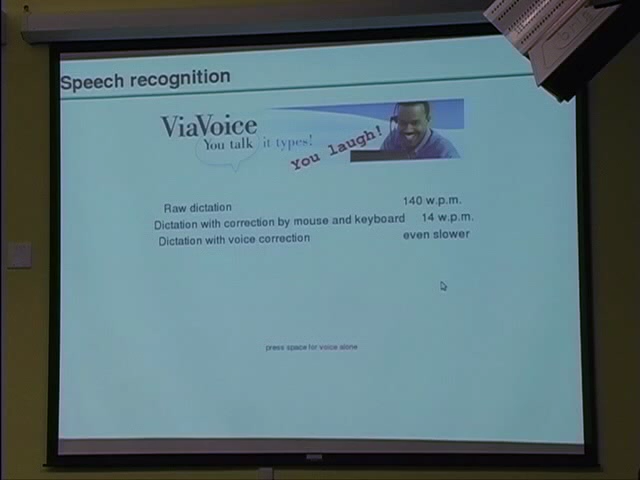 Speech recognition
ViaVoice
You talk it types! You laugh!
Raw dictation 140 w.p.m.
Dictation with correction by mouse and keyboard 14 w.p.m.
Dictation with voice correction even slower
press space for voice alone